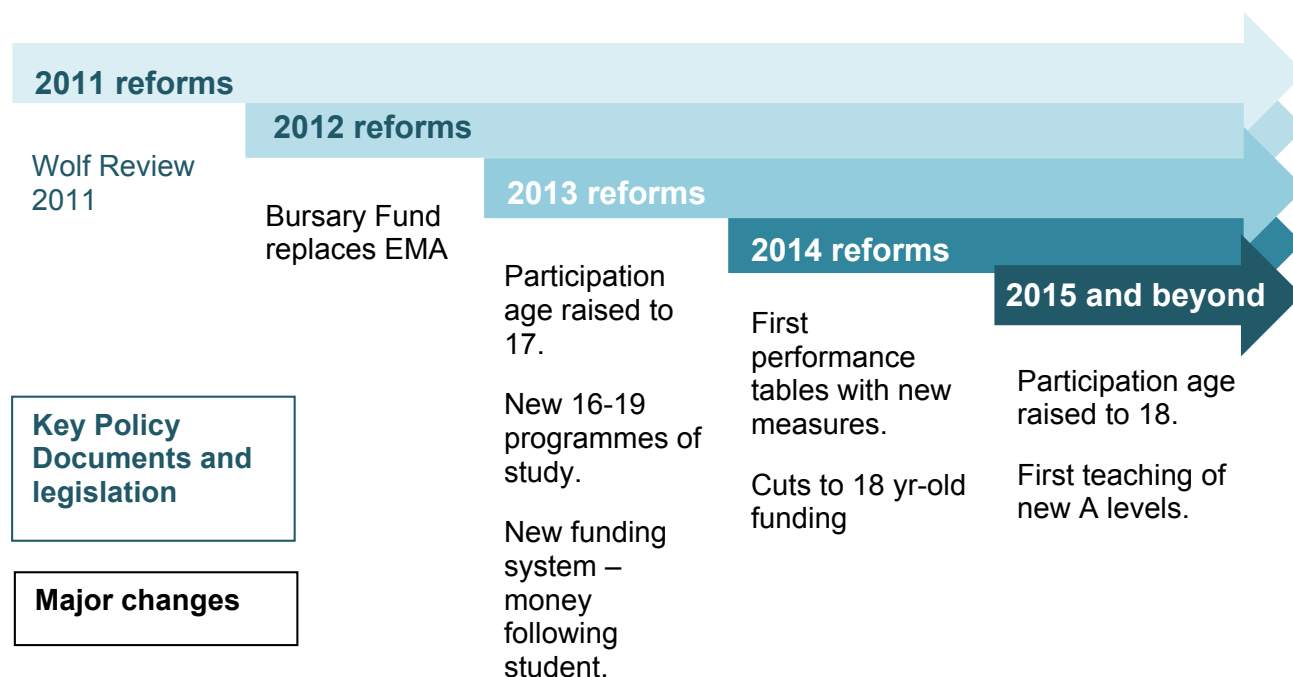 2011 reforms
Wolf Review
2011
2012 reforms
Bursary Fund
replaces EMA
2013 reforms
Participation
age raised to
17.
New 16-19
programmes of
study.
New funding
system –
money
following
student.
2014 reforms
First
performance
tables with new
measures.
Cuts to 18 yr-old
funding
2015 and beyond
Participation age
raised to 18.
First teaching of
new A levels.
Key Policy
Documents and
legislation
Major changes